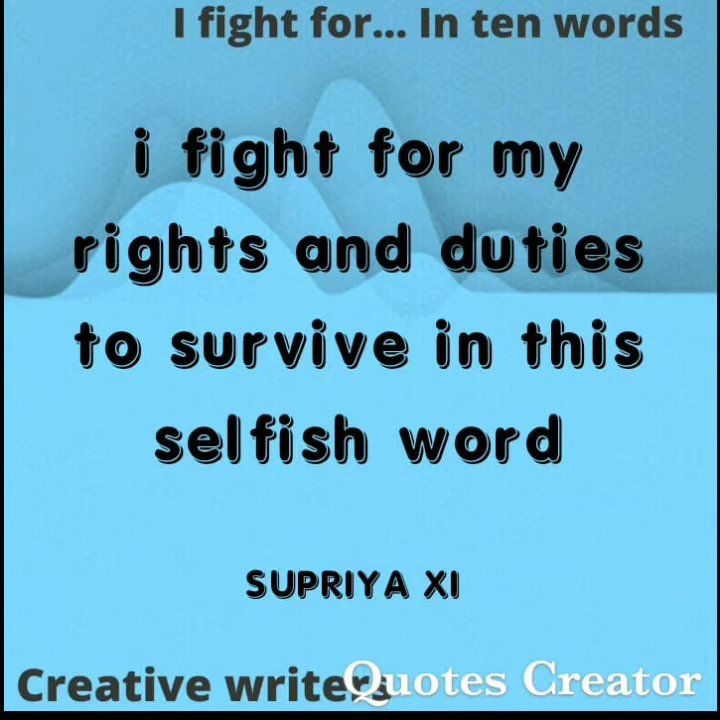 I fight for... In ten words
i fight for my
rights and duties
to survive in this
selfish word
SUPRIYA XI
Creative writers Quotes Creator